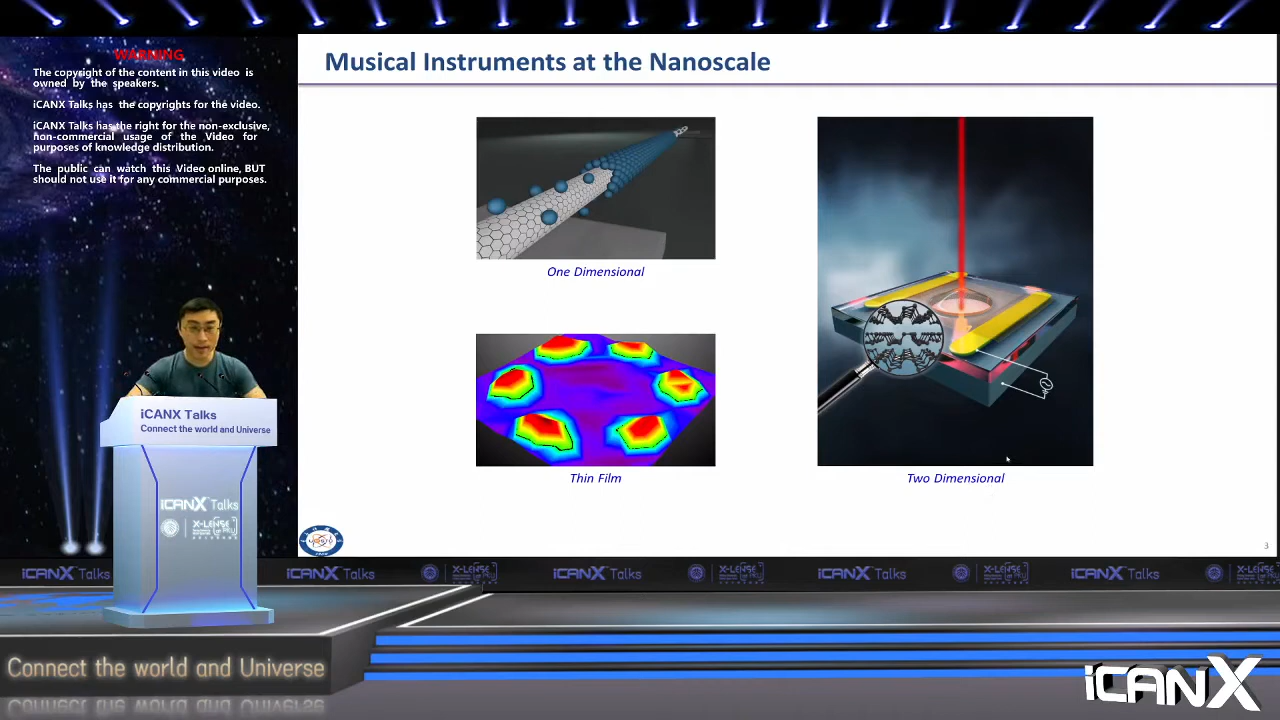 WARNING
The copyright of the content in this video is
owned by the speakers.
iCANX Talks has the copyrights for the video.
iCANX Talks has the right for the non-exclusive,
non-commercial usage of the Video for
purposes of knowledge distribution.
The public can watch this Video online, BUT
should not use it for any commercial purposes.
Musical Instruments at the Nanoscale
One Dimensional
Thin Film
Two Dimensional
3
iCANX Talks
Connect the world and Universe
iCANX Talks
X-LENSE
iCANX Talks
iCANX Talks
X-LENSE
iCANX Talks
X-LENSE
iCANX Talks
X-LENSE
iCANX Talks
X-LENSE
Connect the world and Universe
iCANX